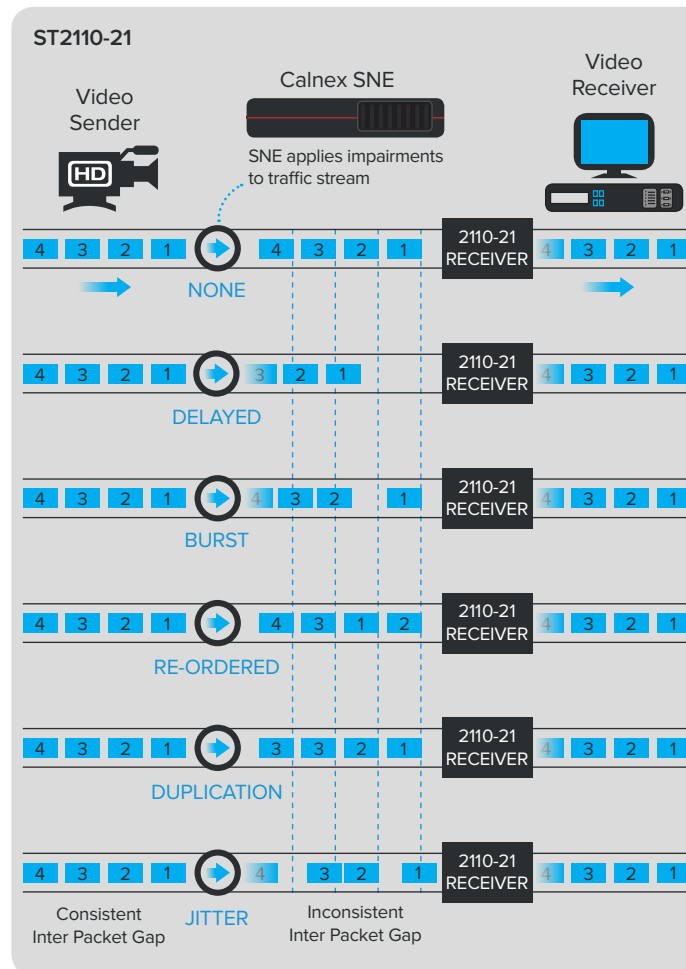 ST2110-21
Video
Sender
Calnex SNE
Video
Receiver
HD
SNE applies impairments
to traffic stream
4 3 2 1 4 3 2 1 2110-21 RECEIVER 4 3 2 1
NONE
4 3 2 1 3 2 1 2110-21 RECEIVER 4 3 2 1
DELAYED
4 3 2 1 4 3 2 1 2110-21 RECEIVER 4 3 2 1
BURST
4 3 2 1 4 3 1 2 2110-21 RECEIVER 4 3 2 1
RE-ORDERED
4 3 2 1 3 3 2 1 2110-21 RECEIVER 4 3 2 1
DUPLICATION
4 3 2 1 4 3 2 1 2110-21 RECEIVER 4 3 2 1
Consistent
Inter Packet Gap
JITTER
Inconsistent
Inter Packet Gap